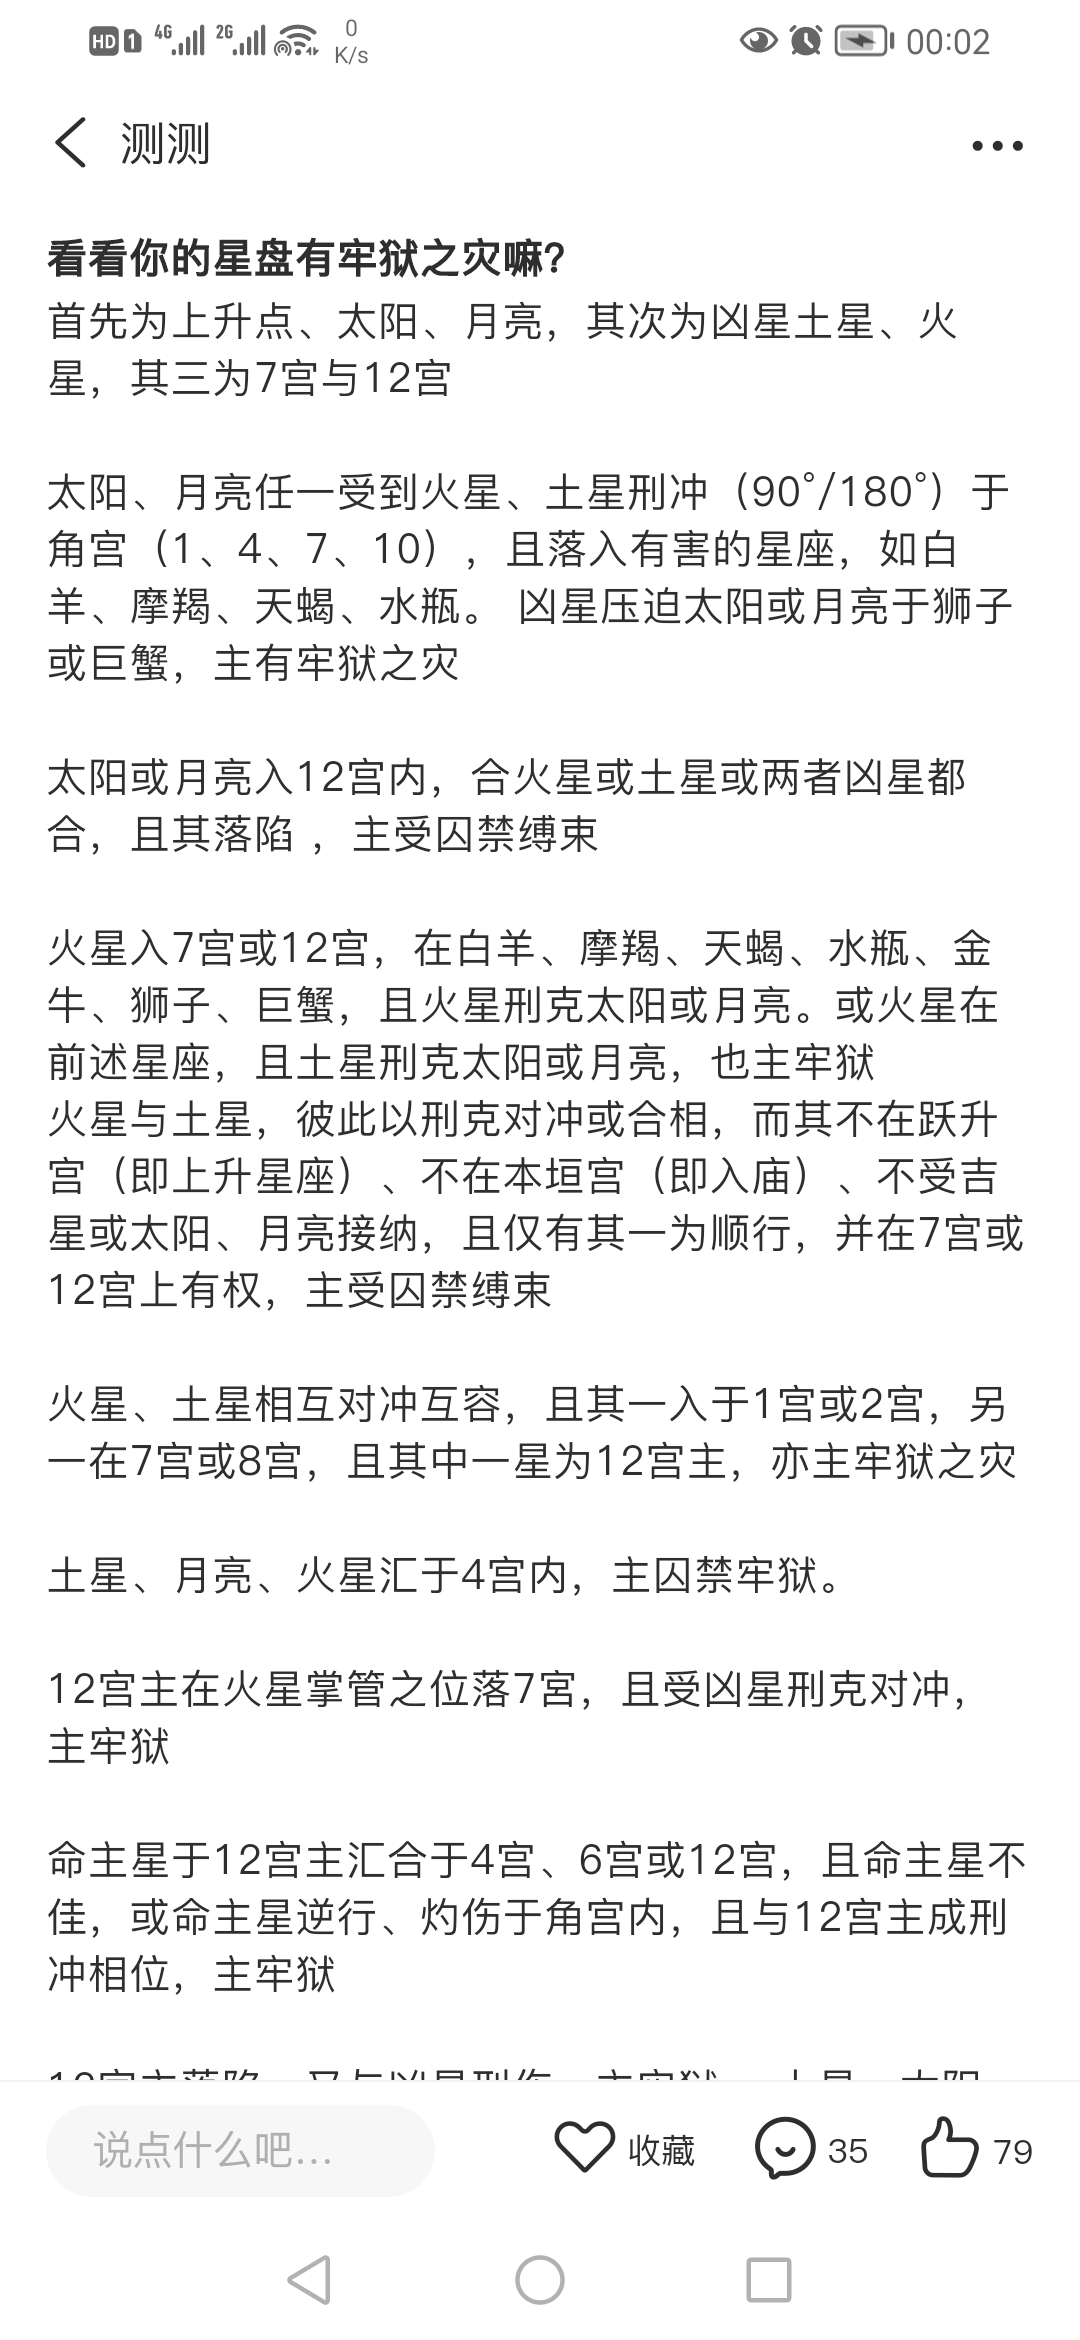 HD 1 4G 2G 0 K/s 00:02
测测
看看你的星盘有牢狱之灾嘛?
首先为上升点、太阳、月亮，其次为凶星土星、火
星，其三为7宫与12宫
太阳、月亮任一受到火星、土星刑冲（90°/180°）于
角宫（1、4、7、10），且落入有害的星座，如白
羊、摩羯、天蝎、水瓶。 凶星压迫太阳或月亮于狮子
或巨蟹，主有牢狱之灾
太阳或月亮入12宫内，合火星或土星或两者凶星都
合，且其落陷 ，主受囚禁缚束
火星入7宫或12宫，在白羊、摩羯、天蝎、水瓶、金
牛、狮子、巨蟹，且火星刑克太阳或月亮。或火星在
前述星座，且土星刑克太阳或月亮，也主牢狱
火星与土星，彼此以刑克对冲或合相，而其不在跃升
宫（即上升星座）、不在本垣宫（即入庙）、不受吉
星或太阳、月亮接纳，且仅有其一为顺行，并在7宫或
12宫上有权，主受囚禁缚束
火星、土星相互对冲互容，且其一入于1宫或2宫，另
一在7宫或8宫，且其中一星为12宫主，亦主牢狱之灾
土星、月亮、火星汇于4宫内，主囚禁牢狱。
12宫主在火星掌管之位落7宮，且受凶星刑克对冲，
主牢狱
命主星于12宫主汇合于4宫、6宫或12宫，且命主星不
佳，或命主星逆行、灼伤于角宫内，且与12宫主成刑
冲相位，主牢狱
说点什么吧...
收藏
35
79